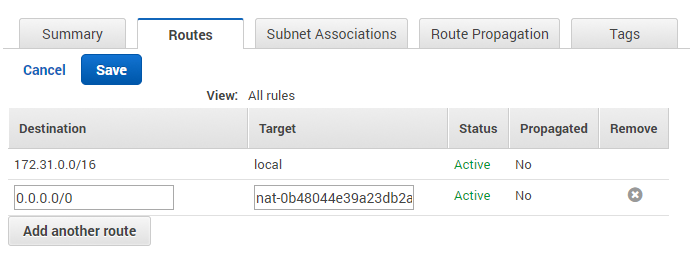 Summary Routes Subnet Associations Route Propagation Tags
Cancel Save
View: All rules
Destination Target Status Propagated Remove
172.31.0.0/16 local Active No
0.0.0.0/0 nat-0b48044e39a23db2a Active No
Add another route